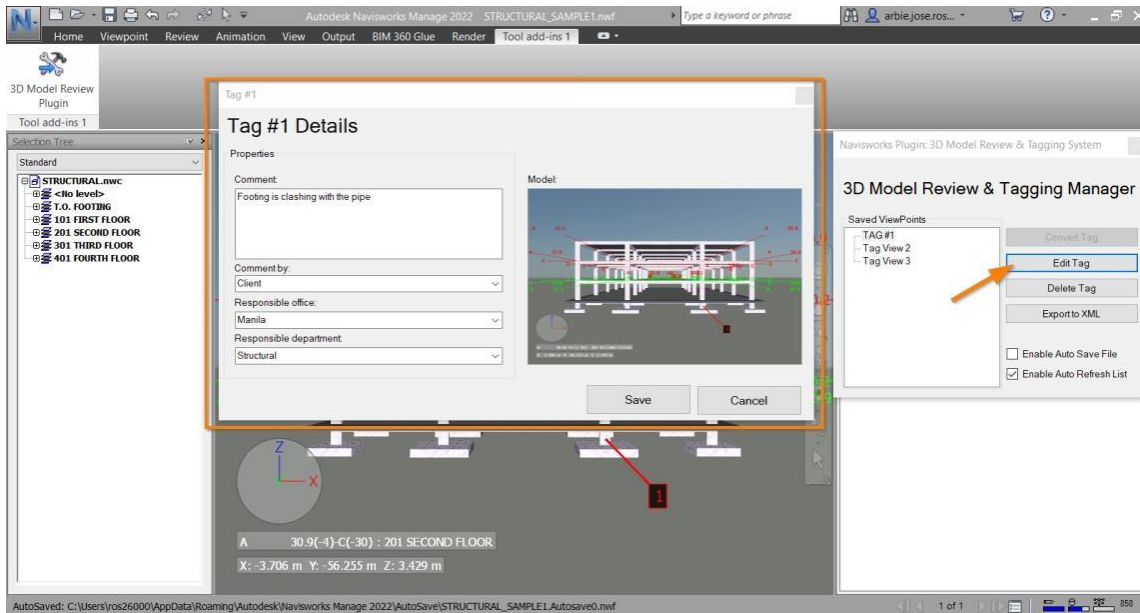 Autodesk Navisworks Manage 2022 STRUCTURAL_SAMPLE1.nwf
Type a keyword or phrase
arbie.jose.ros...
Home Viewpoint Review Animation View Output BIM 360 Glue Render Tool add-ins 1
3D Model Review
Plugin
Tool add-ins 1
Selection Tree
Standard
STRUCTURAL.nwc
<No level>
T.O. FOOTING
101 FIRST FLOOR
201 SECOND FLOOR
301 THIRD FLOOR
401 FOURTH FLOOR
Tag #1
Tag #1 Details
Properties
Comment:
Footing is clashing with the pipe
Comment by:
Client
Responsible office:
Manila
Responsible department:
Structural
Model:
Save
Cancel
Navisworks Plugin: 3D Model Review & Tagging System
3D Model Review & Tagging Manager
Saved ViewPoints
TAG #1
Tag View 2
Tag View 3
Convert Tag
Edit Tag
Delete Tag
Export to XML
Enable Auto Save File
Enable Auto Refresh List
Z
X
1
A 30.9(-4)-C(-30) : 201 SECOND FLOOR
X: -3.706 m Y: -56.255 m Z: 3.429 m
AutoSaved: C:\Users\ros26000\AppData\Roaming\Autodesk\Navisworks Manage 2022\AutoSave\STRUCTURAL_SAMPLE1.Autosave0.nwf
1 of 1
858